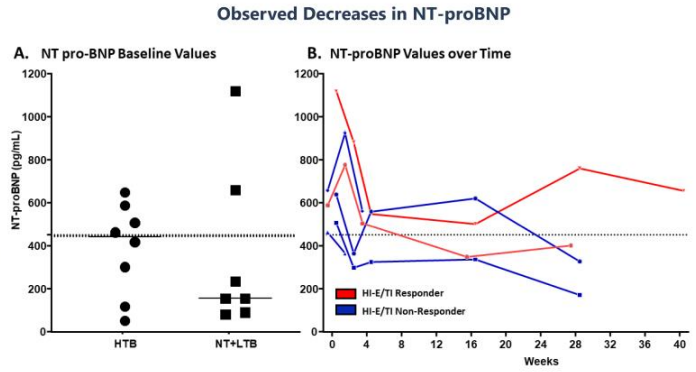 Observed Decreases in NT-proBNP
A. NT pro-BNP Baseline Values
1200
1000
800
600
400
200
0
NT-proBNP (pg/mL)
HTB
NT+LTB
B. NT-proBNP Values over Time
1200
1000
800
600
400
200
0
HI-E/TI Responder
HI-E/TI Non-Responder
0 4 8 12 16 20 24 28 32 36 40
Weeks